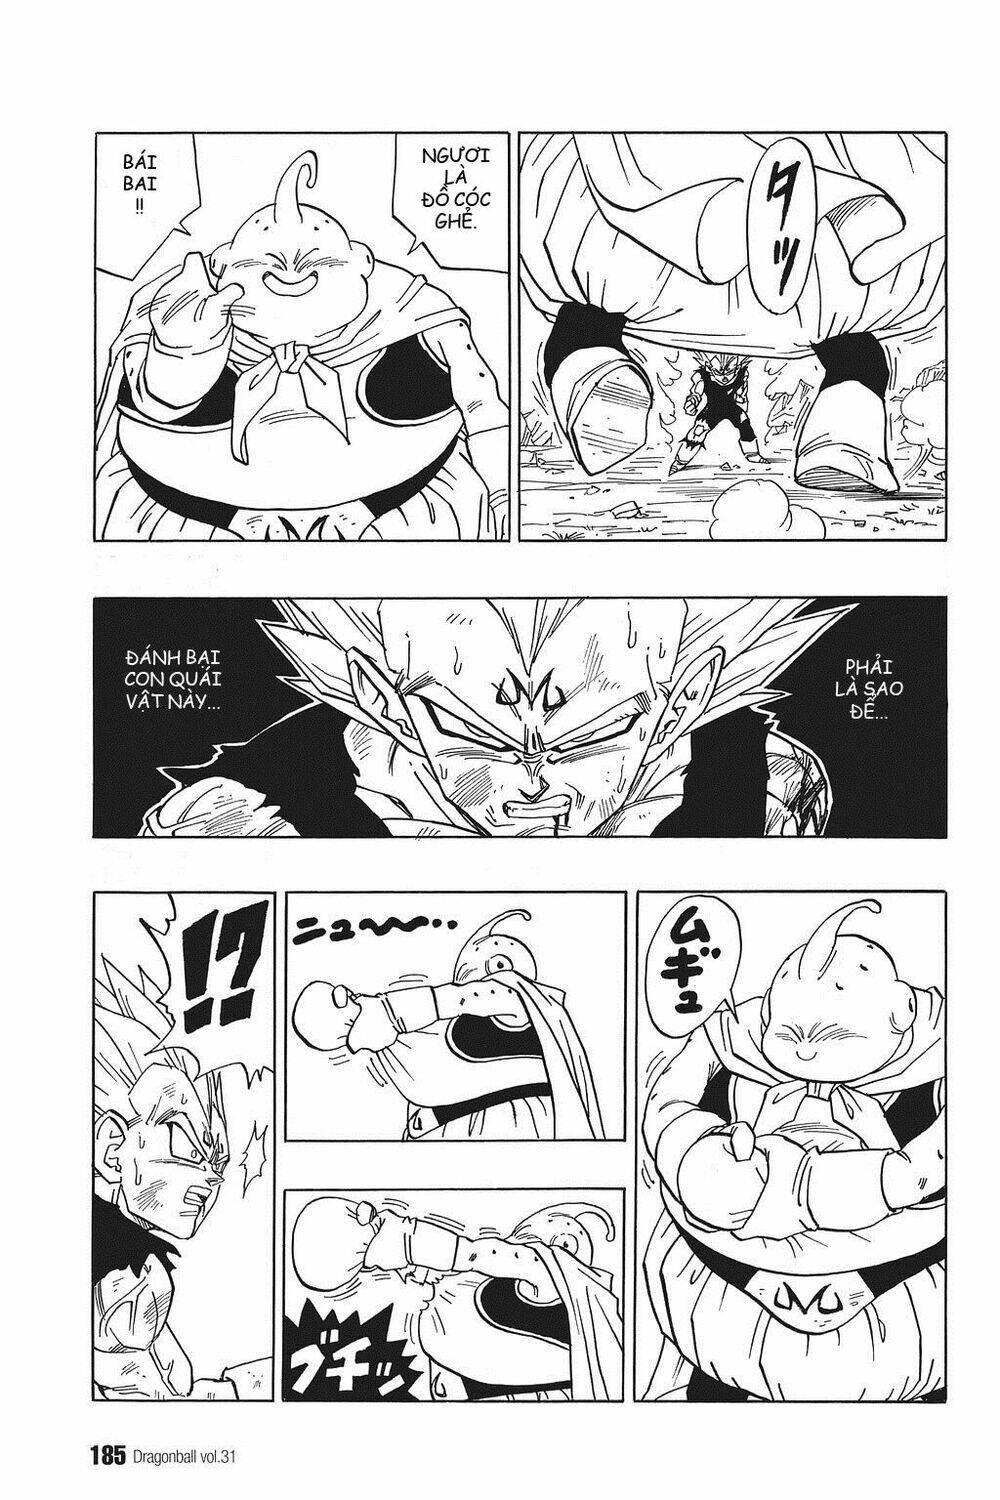 タッ
NGƯƠI
LÀ
ĐỒ CÓC
GHẺ.
BÁI
BAI
!!
PHẢI
LÀ SAO
ĐỂ...
ĐÁNH BẠI
CON QUÁI
VẬT NÀY...
ムギュ
ニュ〜〜..
ブチッ
!?
185 Dragonball vol.31